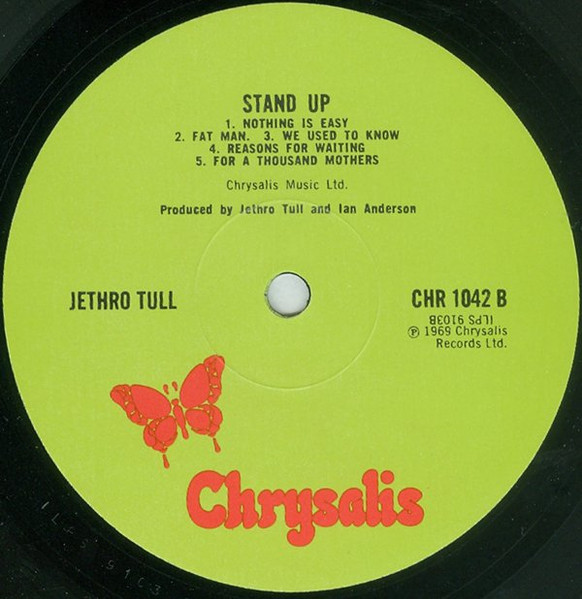 STAND UP
1. NOTHING IS EASY
2. FAT MAN. 3. WE USED TO KNOW
4. REASONS FOR WAITING
5. FOR A THOUSAND MOTHERS
Chrysalis Music Ltd.
Produced by Jethro Tull and Ian Anderson
JETHRO TULL
CHR 1042 B
ILPS 9103B
Ⓟ 1969 Chrysalis
Records Ltd.
Chrysalis
ILPS 9103